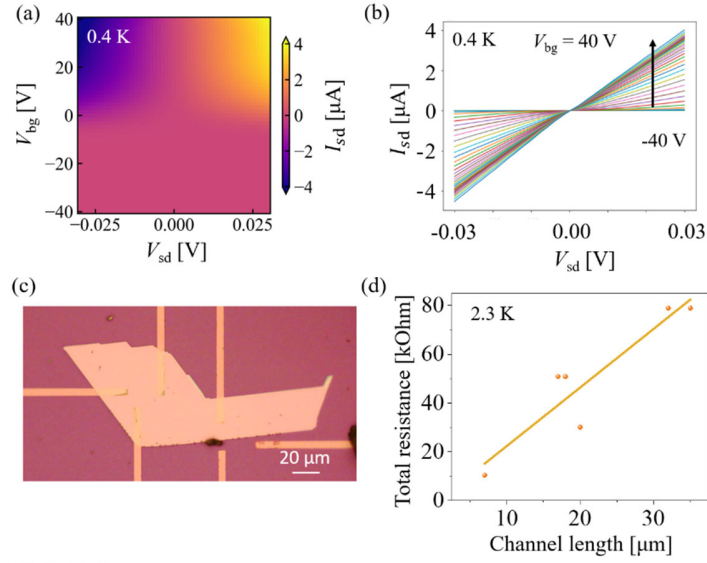 (a)
0.4 K
V_bg [V]
40
20
0
−20
−40
−0.025
0.000
0.025
V_sd [V]
4
2
0
−2
−4
I_sd [µA]
(b)
0.4 K
V_bg = 40 V
-40 V
I_sd [µA]
4
2
0
-2
-4
-0.03
0.00
0.03
V_sd [V]
(c)
20 µm
(d)
2.3 K
Total resistance [kOhm]
80
60
40
20
0
10
20
30
Channel length [µm]